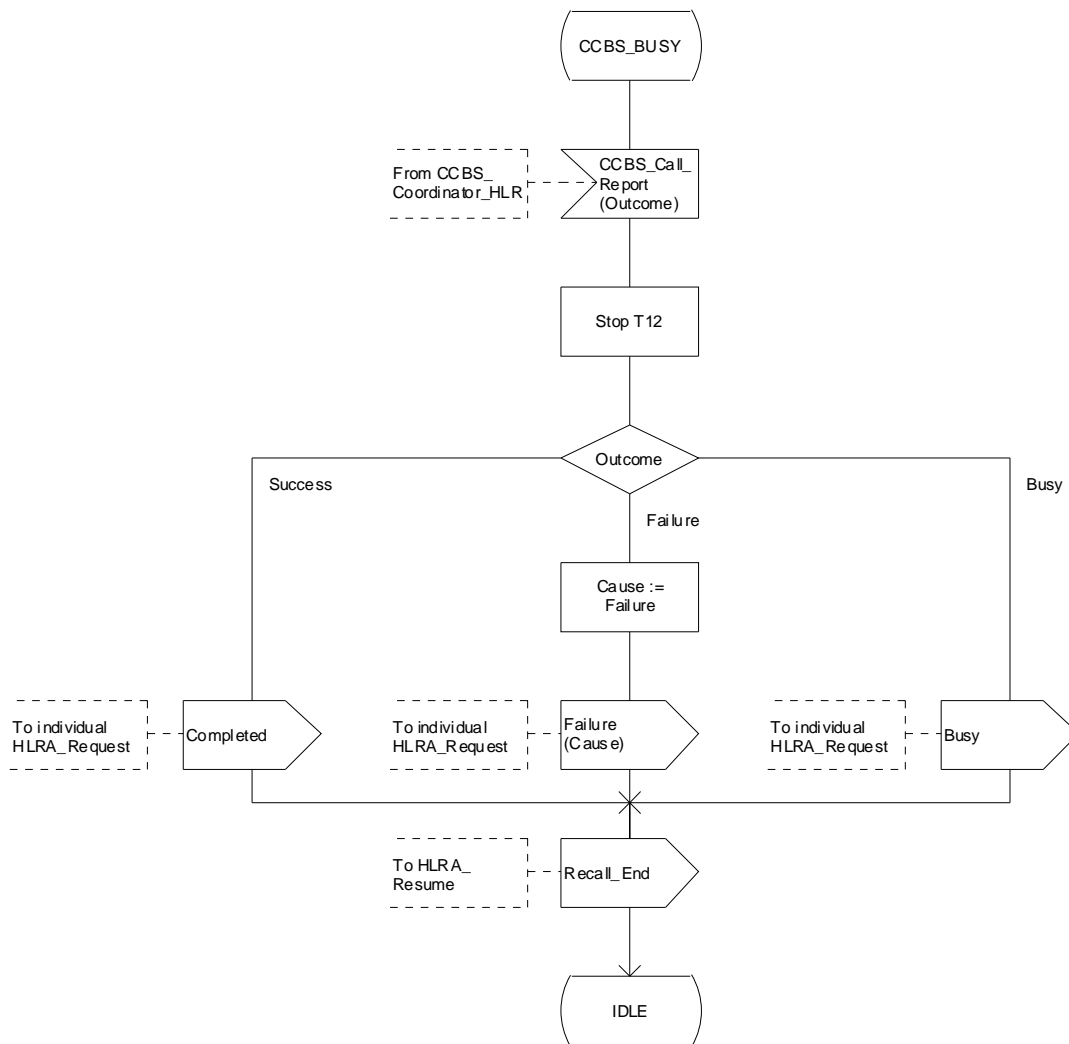 CCBS_BUSY
From CCBS_
Coordinator_HLR
CCBS_Call_
Report
(Outcome)
Stop T12
Outcome
Success
Busy
Failure
Cause :=
Failure
To individual
HLRA_Request
Completed
To individual
HLRA_Request
Failure
(Cause)
To individual
HLRA_Request
Busy
To HLRA_
Resume
Recall_End
IDLE